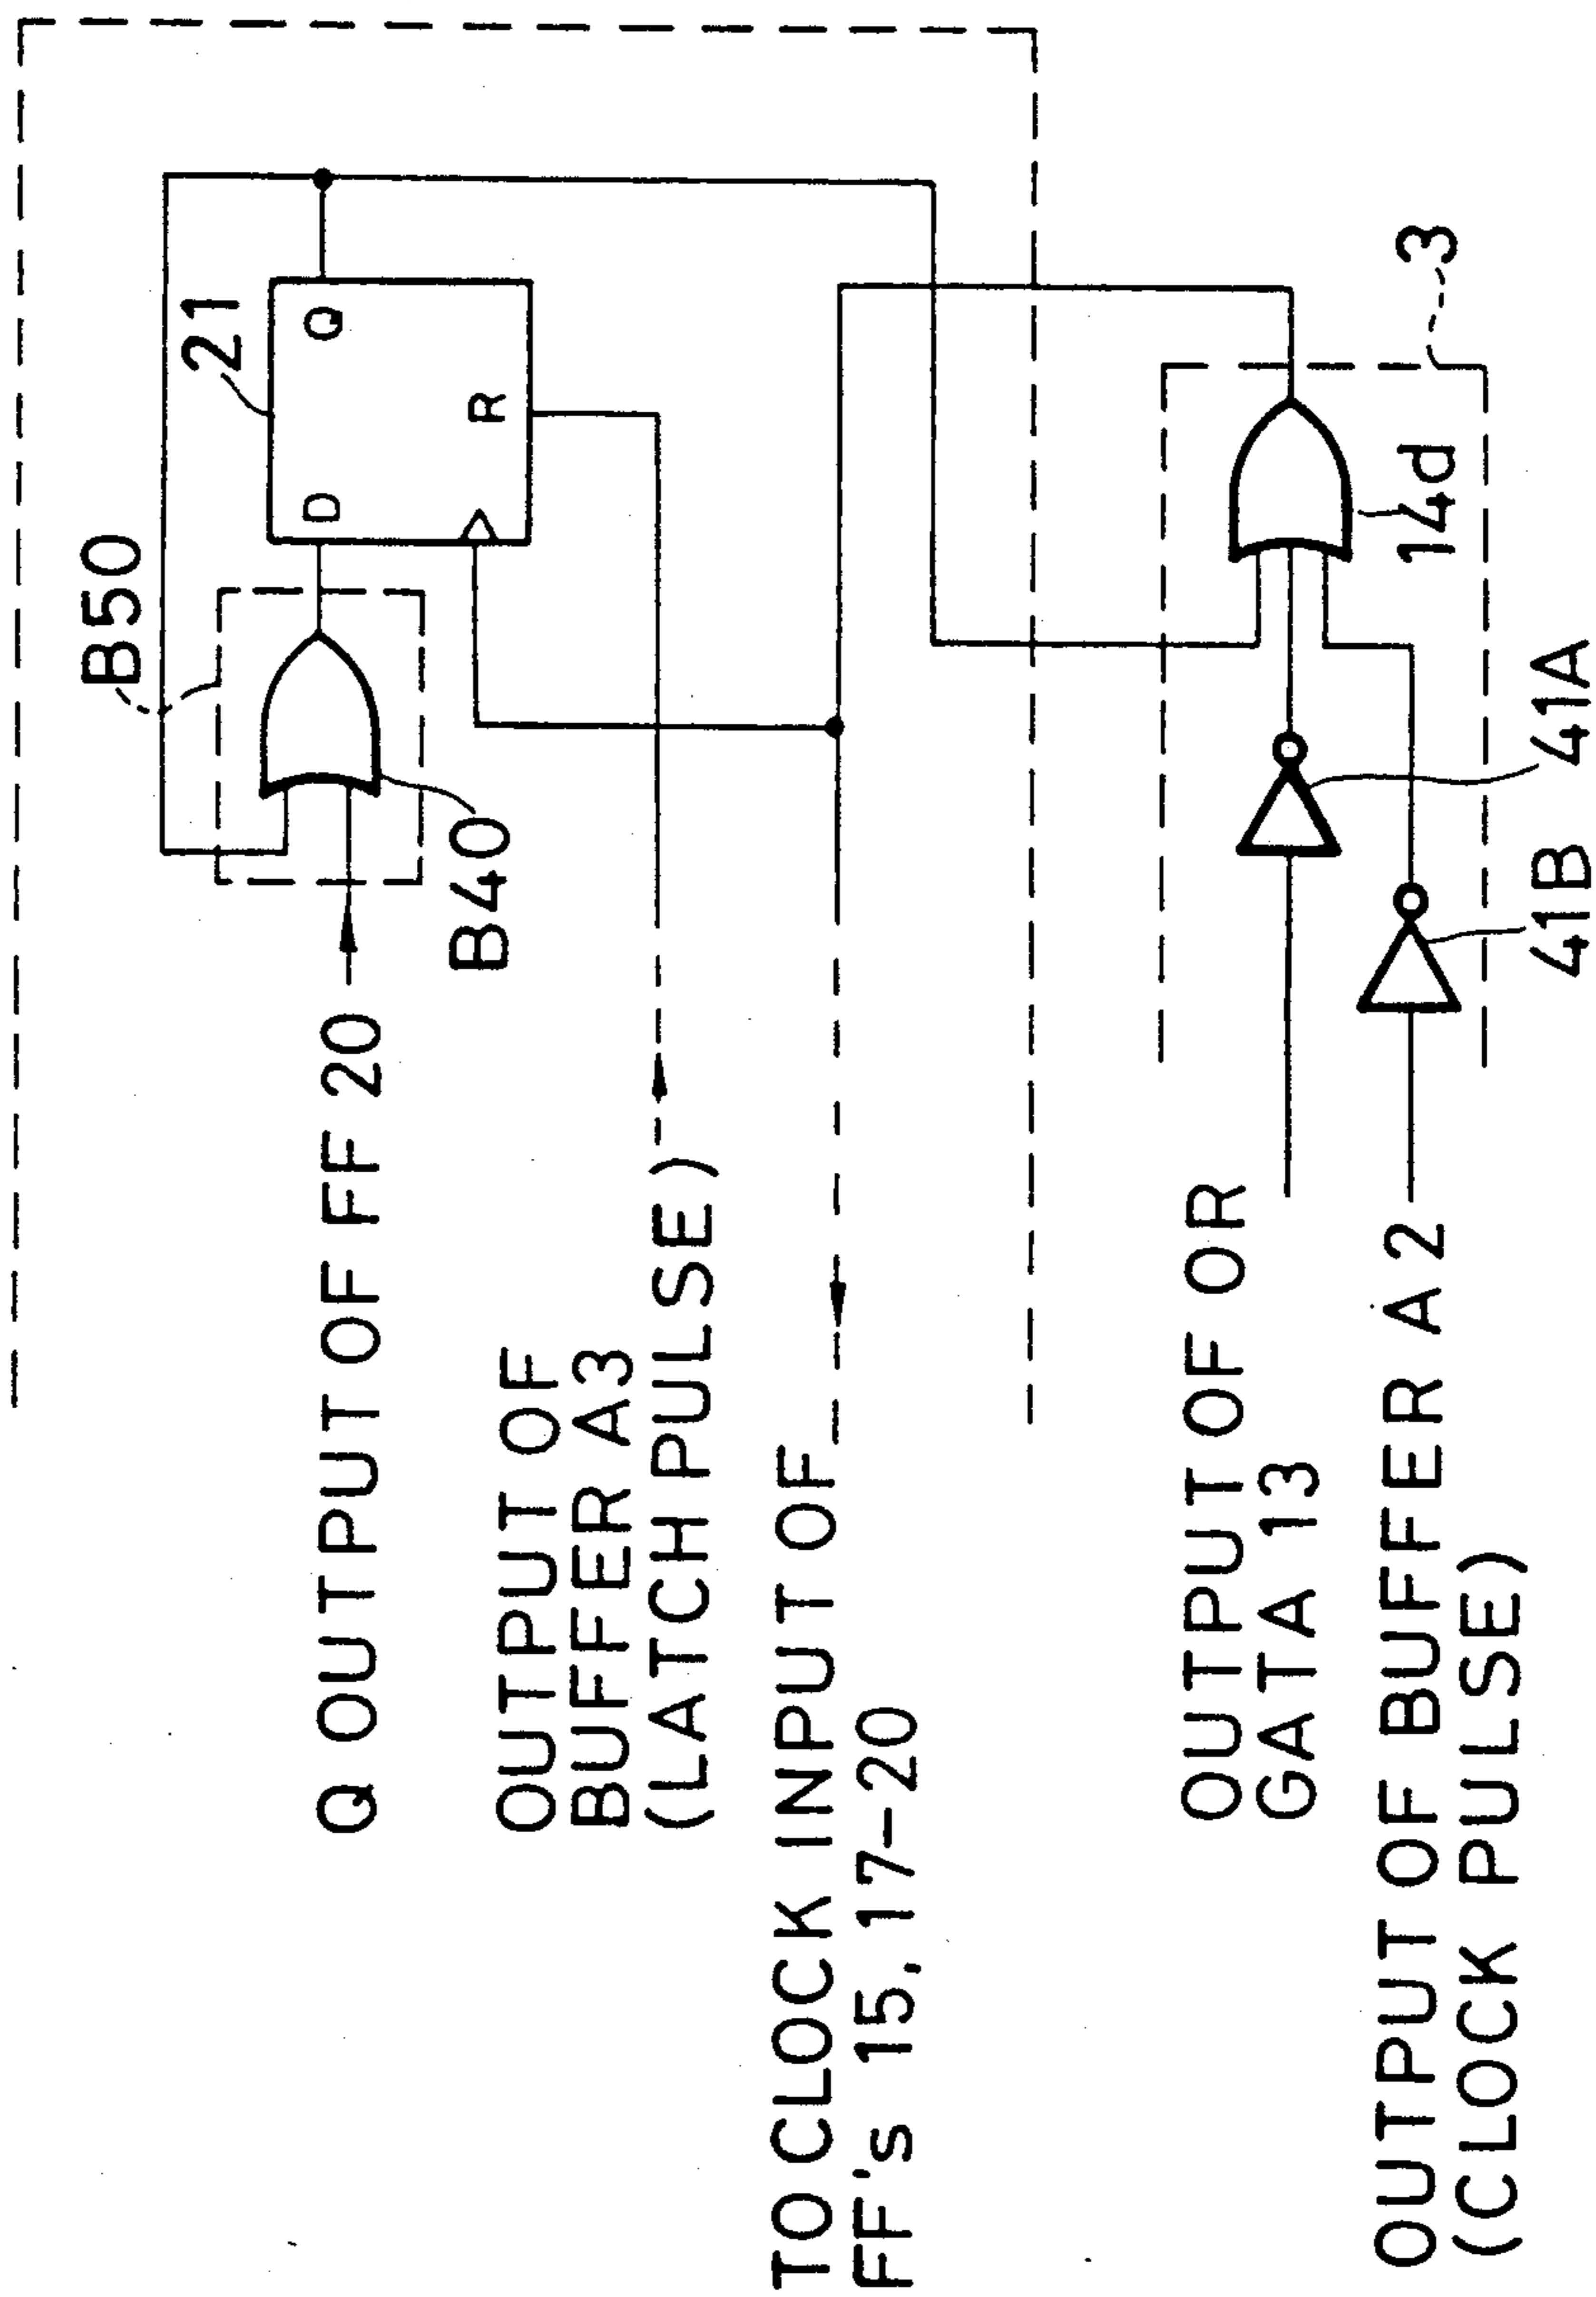 B50
21
D
Q
R
Q OUTPUT OF FF 20
B40
OUTPUT OF
BUFFER A3
(LATCH PULSE)
TO CLOCK INPUT OF
FF's 15, 17-20
3
OUTPUT OF OR
GATA 13
14d
OUTPUT OF BUFFER A2
(CLOCK PULSE)
41B
41A